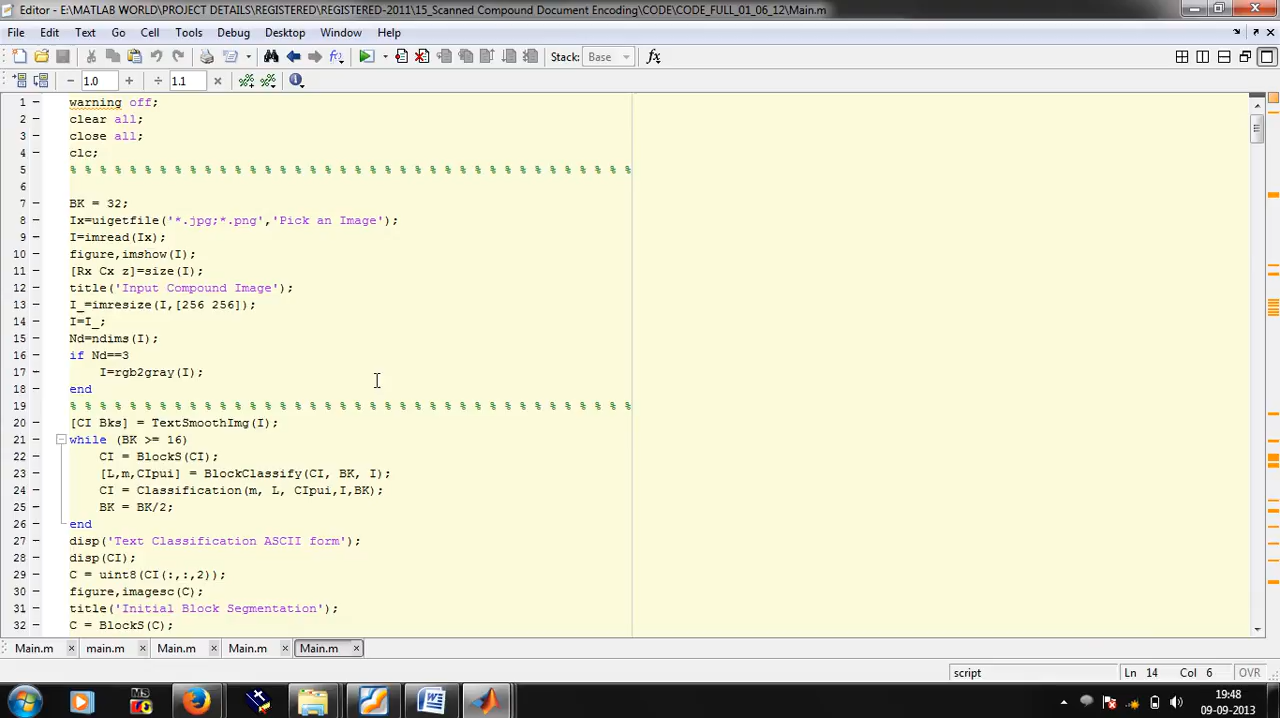 Editor - E:\MATLAB WORLD\PROJECT DETAILS\REGISTERED\REGISTERED-2011\15_Scanned Compound Document Encoding\CODE\CODE_FULL_01_06_12\Main.m
File Edit Text Go Cell Tools Debug Desktop Window Help
Stack: Base fx
− 1.0 + ÷ 1.1 ×
1 − warning off;
2 − clear all;
3 − close all;
4 − clc;
5 % % % % % % % % % % % % % % % % % % % % % % % % % % % % % % % % % % % % % %
6
7 − BK = 32;
8 − Ix=uigetfile('*.jpg;*.png','Pick an Image');
9 − I=imread(Ix);
10 − figure,imshow(I);
11 − [Rx Cx z]=size(I);
12 − title('Input Compound Image');
13 − I_=imresize(I,[256 256]);
14 − I=I_;
15 − Nd=ndims(I);
16 − if Nd==3
17 − I=rgb2gray(I);
18 − end
19 % % % % % % % % % % % % % % % % % % % % % % % % % % % % % % % % % % % % % %
20 − [CI Bks] = TextSmoothImg(I);
21 − while (BK >= 16)
22 − CI = BlockS(CI);
23 − [L,m,CIpui] = BlockClassify(CI, BK, I);
24 − CI = Classification(m, L, CIpui,I,BK);
25 − BK = BK/2;
26 − end
27 − disp('Text Classification ASCII form');
28 − disp(CI);
29 − C = uint8(CI(:,:,2));
30 − figure,imagesc(C);
31 − title('Initial Block Segmentation');
32 − C = BlockS(C);
Main.m × main.m × Main.m × Main.m × Main.m ×
script Ln 14 Col 6 OVR
19:48
09-09-2013